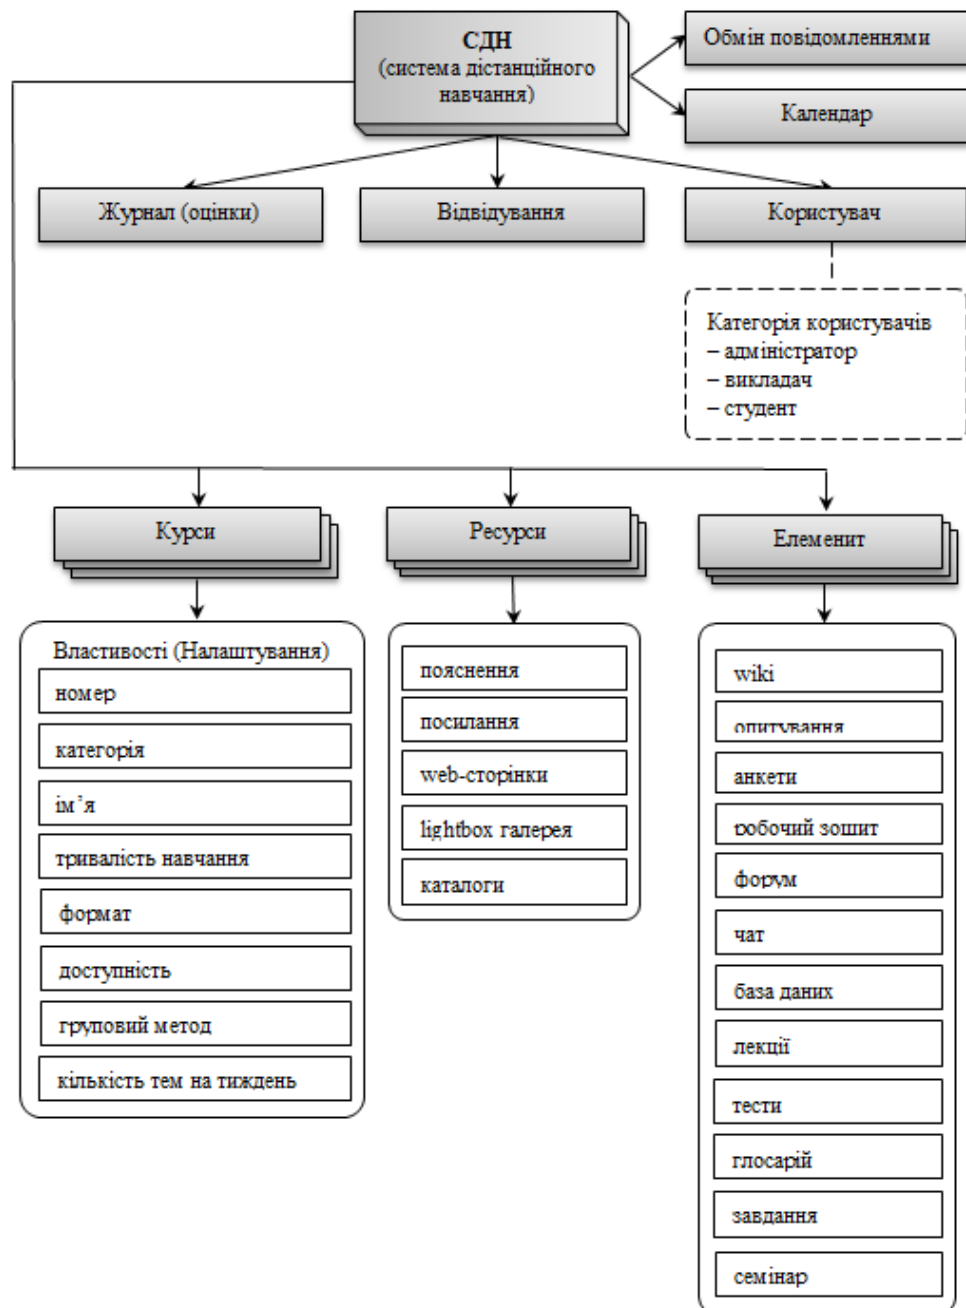 СДН
(система дістанційного
навчання)
Обмін повідомленнями
Календар
Журнал (оцінки)
Відвідування
Користувач
Категорія користувачів
– адміністратор
– викладач
– студент
Курси
Ресурси
Елеменит
Властивості (Налаштування)
номер
категорія
ім’я
тривалість навчання
формат
доступність
груповий метод
кількість тем на тиждень
пояснення
посилання
web-сторінки
lightbox галерея
каталоги
wiki
опитування
анкети
робочий зошит
форум
чат
база даних
лекції
тести
глосарій
завдання
семінар